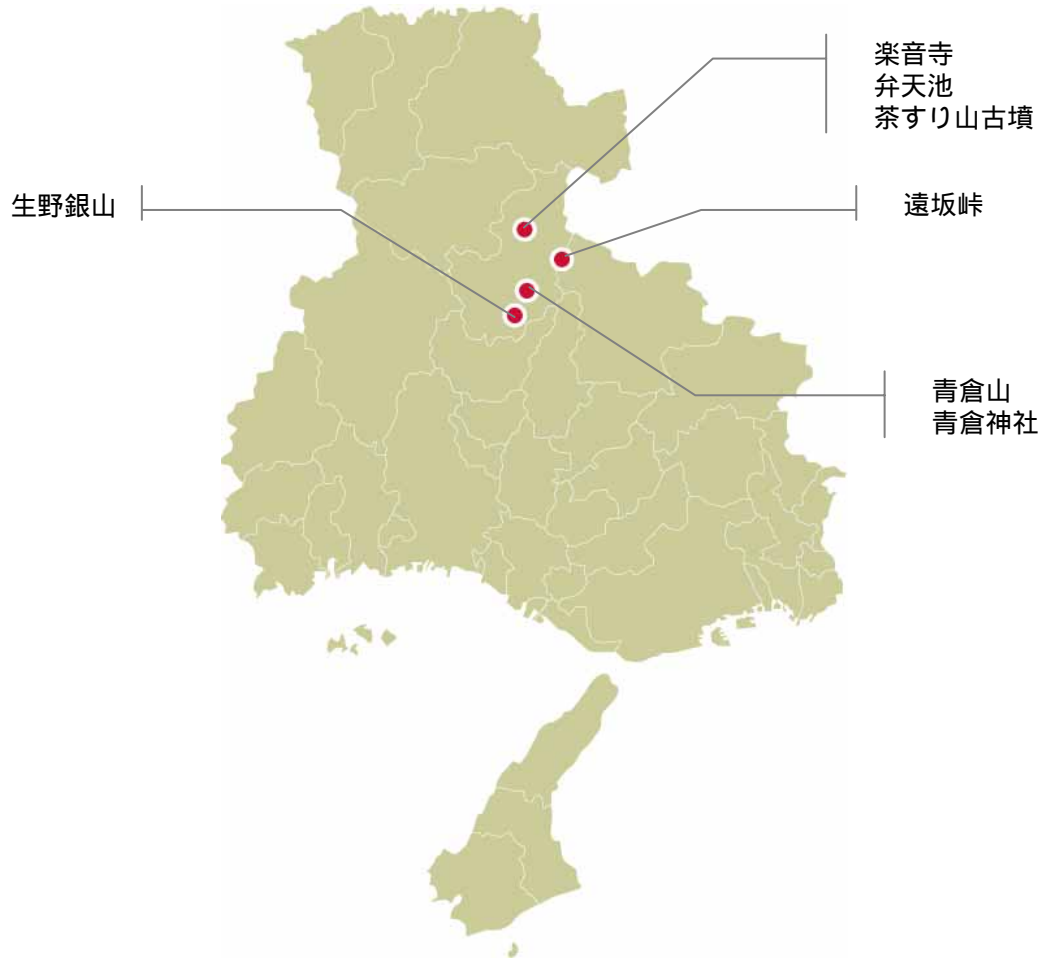 楽音寺
弁天池
茶すり山古墳
生野銀山
遠坂峠
青倉山
青倉神社